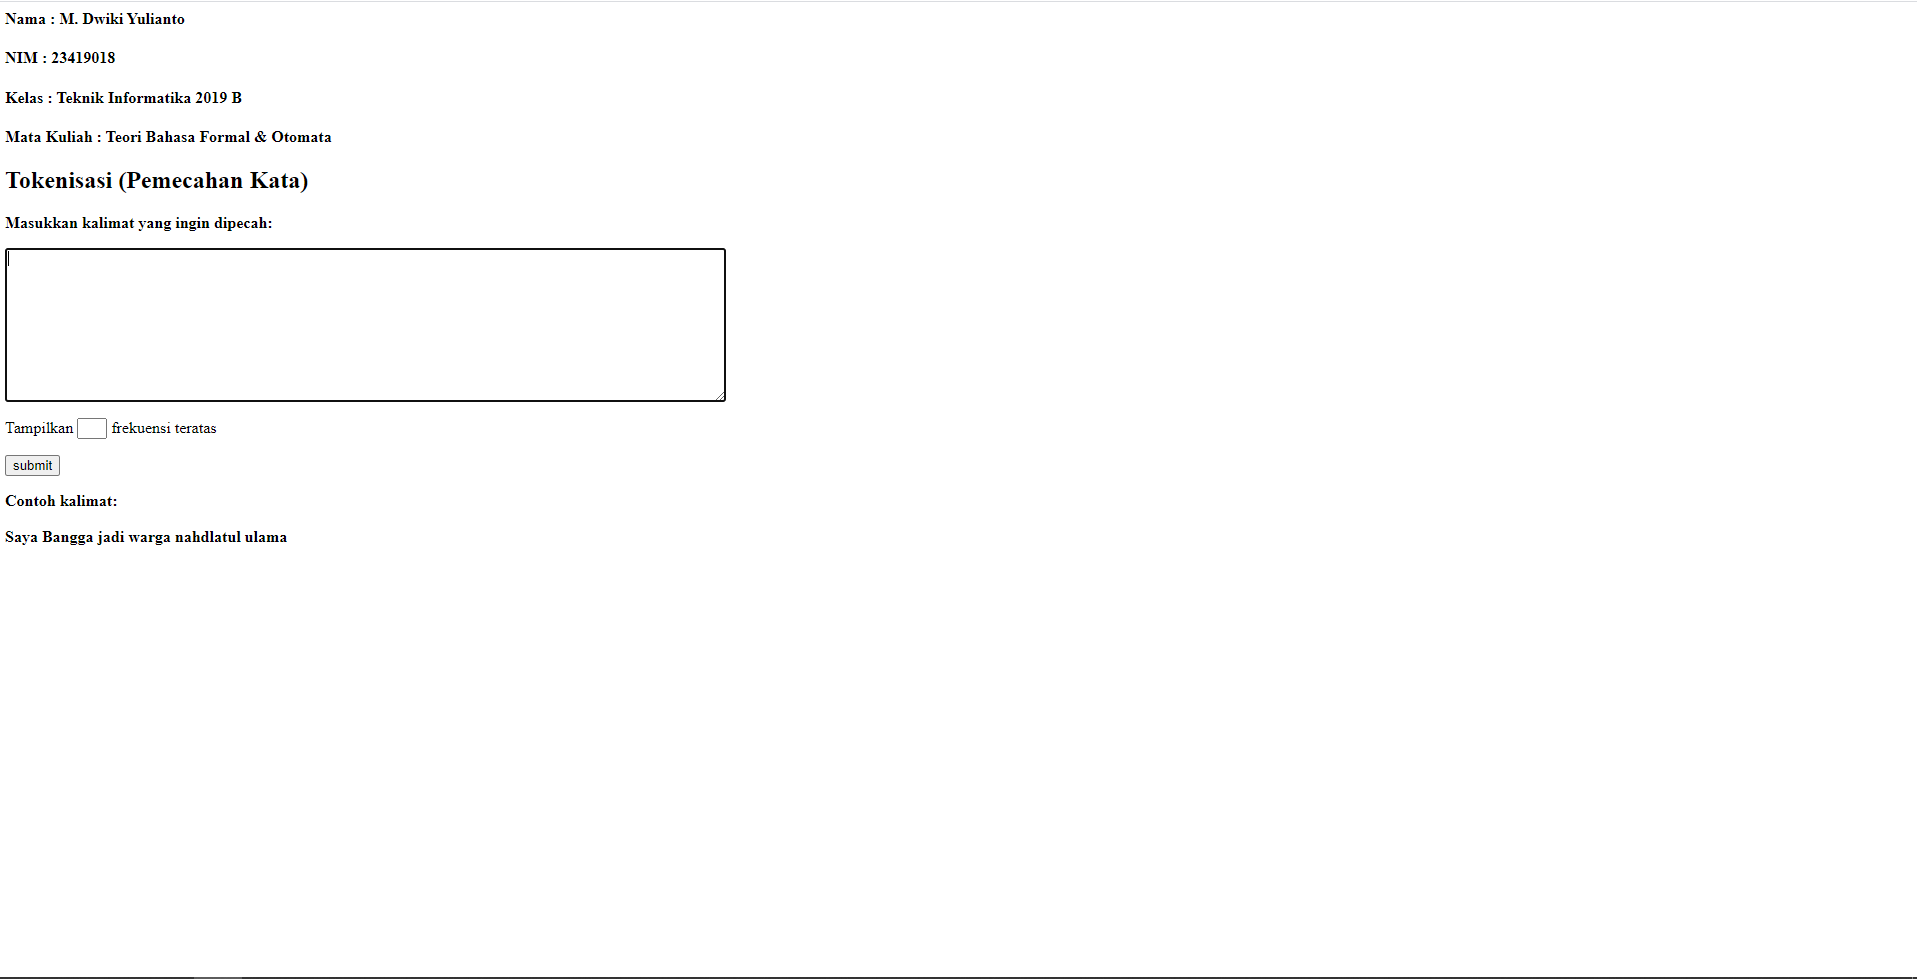 Nama : M. Dwiki Yulianto
NIM : 23419018
Kelas : Teknik Informatika 2019 B
Mata Kuliah : Teori Bahasa Formal & Otomata
Tokenisasi (Pemecahan Kata)
Masukkan kalimat yang ingin dipecah:
Tampilkan frekuensi teratas
submit
Contoh kalimat:
Saya Bangga jadi warga nahdlatul ulama